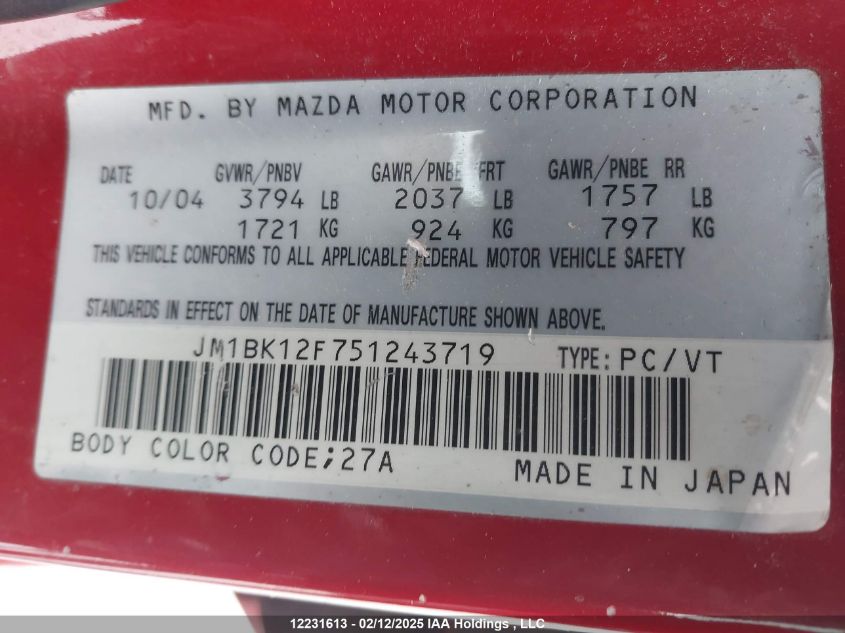 MFD. BY MAZDA MOTOR CORPORATION
DATE GVWR/PNBV GAWR/PNBE FRT GAWR/PNBE RR
10/04 3794 LB 2037 LB 1757 LB
1721 KG 924 KG 797 KG
THIS VEHICLE CONFORMS TO ALL APPLICABLE FEDERAL MOTOR VEHICLE SAFETY
STANDARDS IN EFFECT ON THE DATE OF MANUFACTURE SHOWN ABOVE.
JM1BK12F751243719 TYPE: PC/VT
BODY COLOR CODE;27A
MADE IN JAPAN
12231613 - 02/12/2025 IAA Holdings , LLC